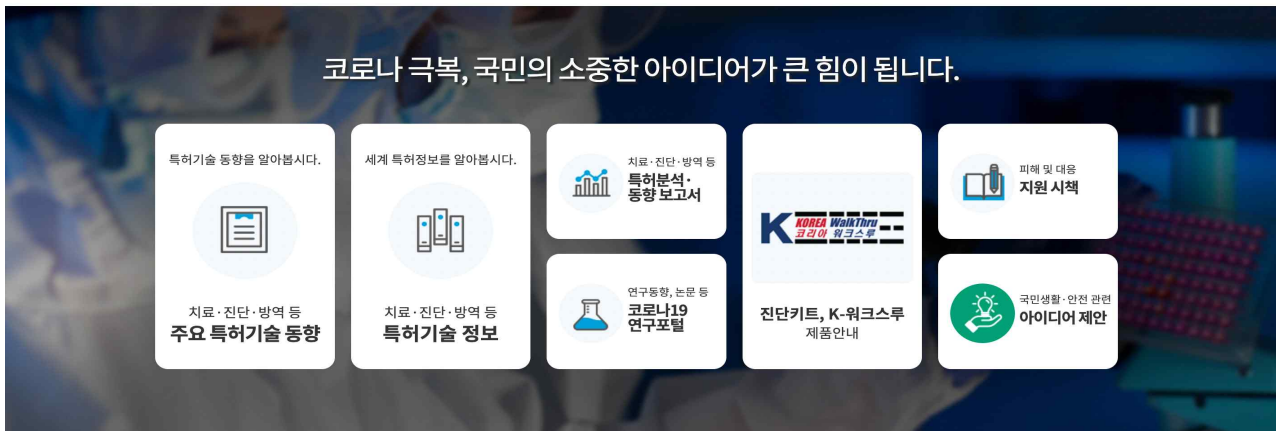 코로나 극복, 국민의 소중한 아이디어가 큰 힘이 됩니다.
특허기술 동향을 알아봅시다.
치료·진단·방역 등
주요 특허기술 동향
세계 특허정보를 알아봅시다.
치료·진단·방역 등
특허기술 정보
치료·진단·방역 등
특허분석·
동향 보고서
연구동향, 논문 등
코로나19
연구포털
K KOREA WalkThru
코리아 워크스루
진단키트, K-워크스루
제품안내
피해 및 대응
지원 시책
국민생활·안전 관련
아이디어 제안